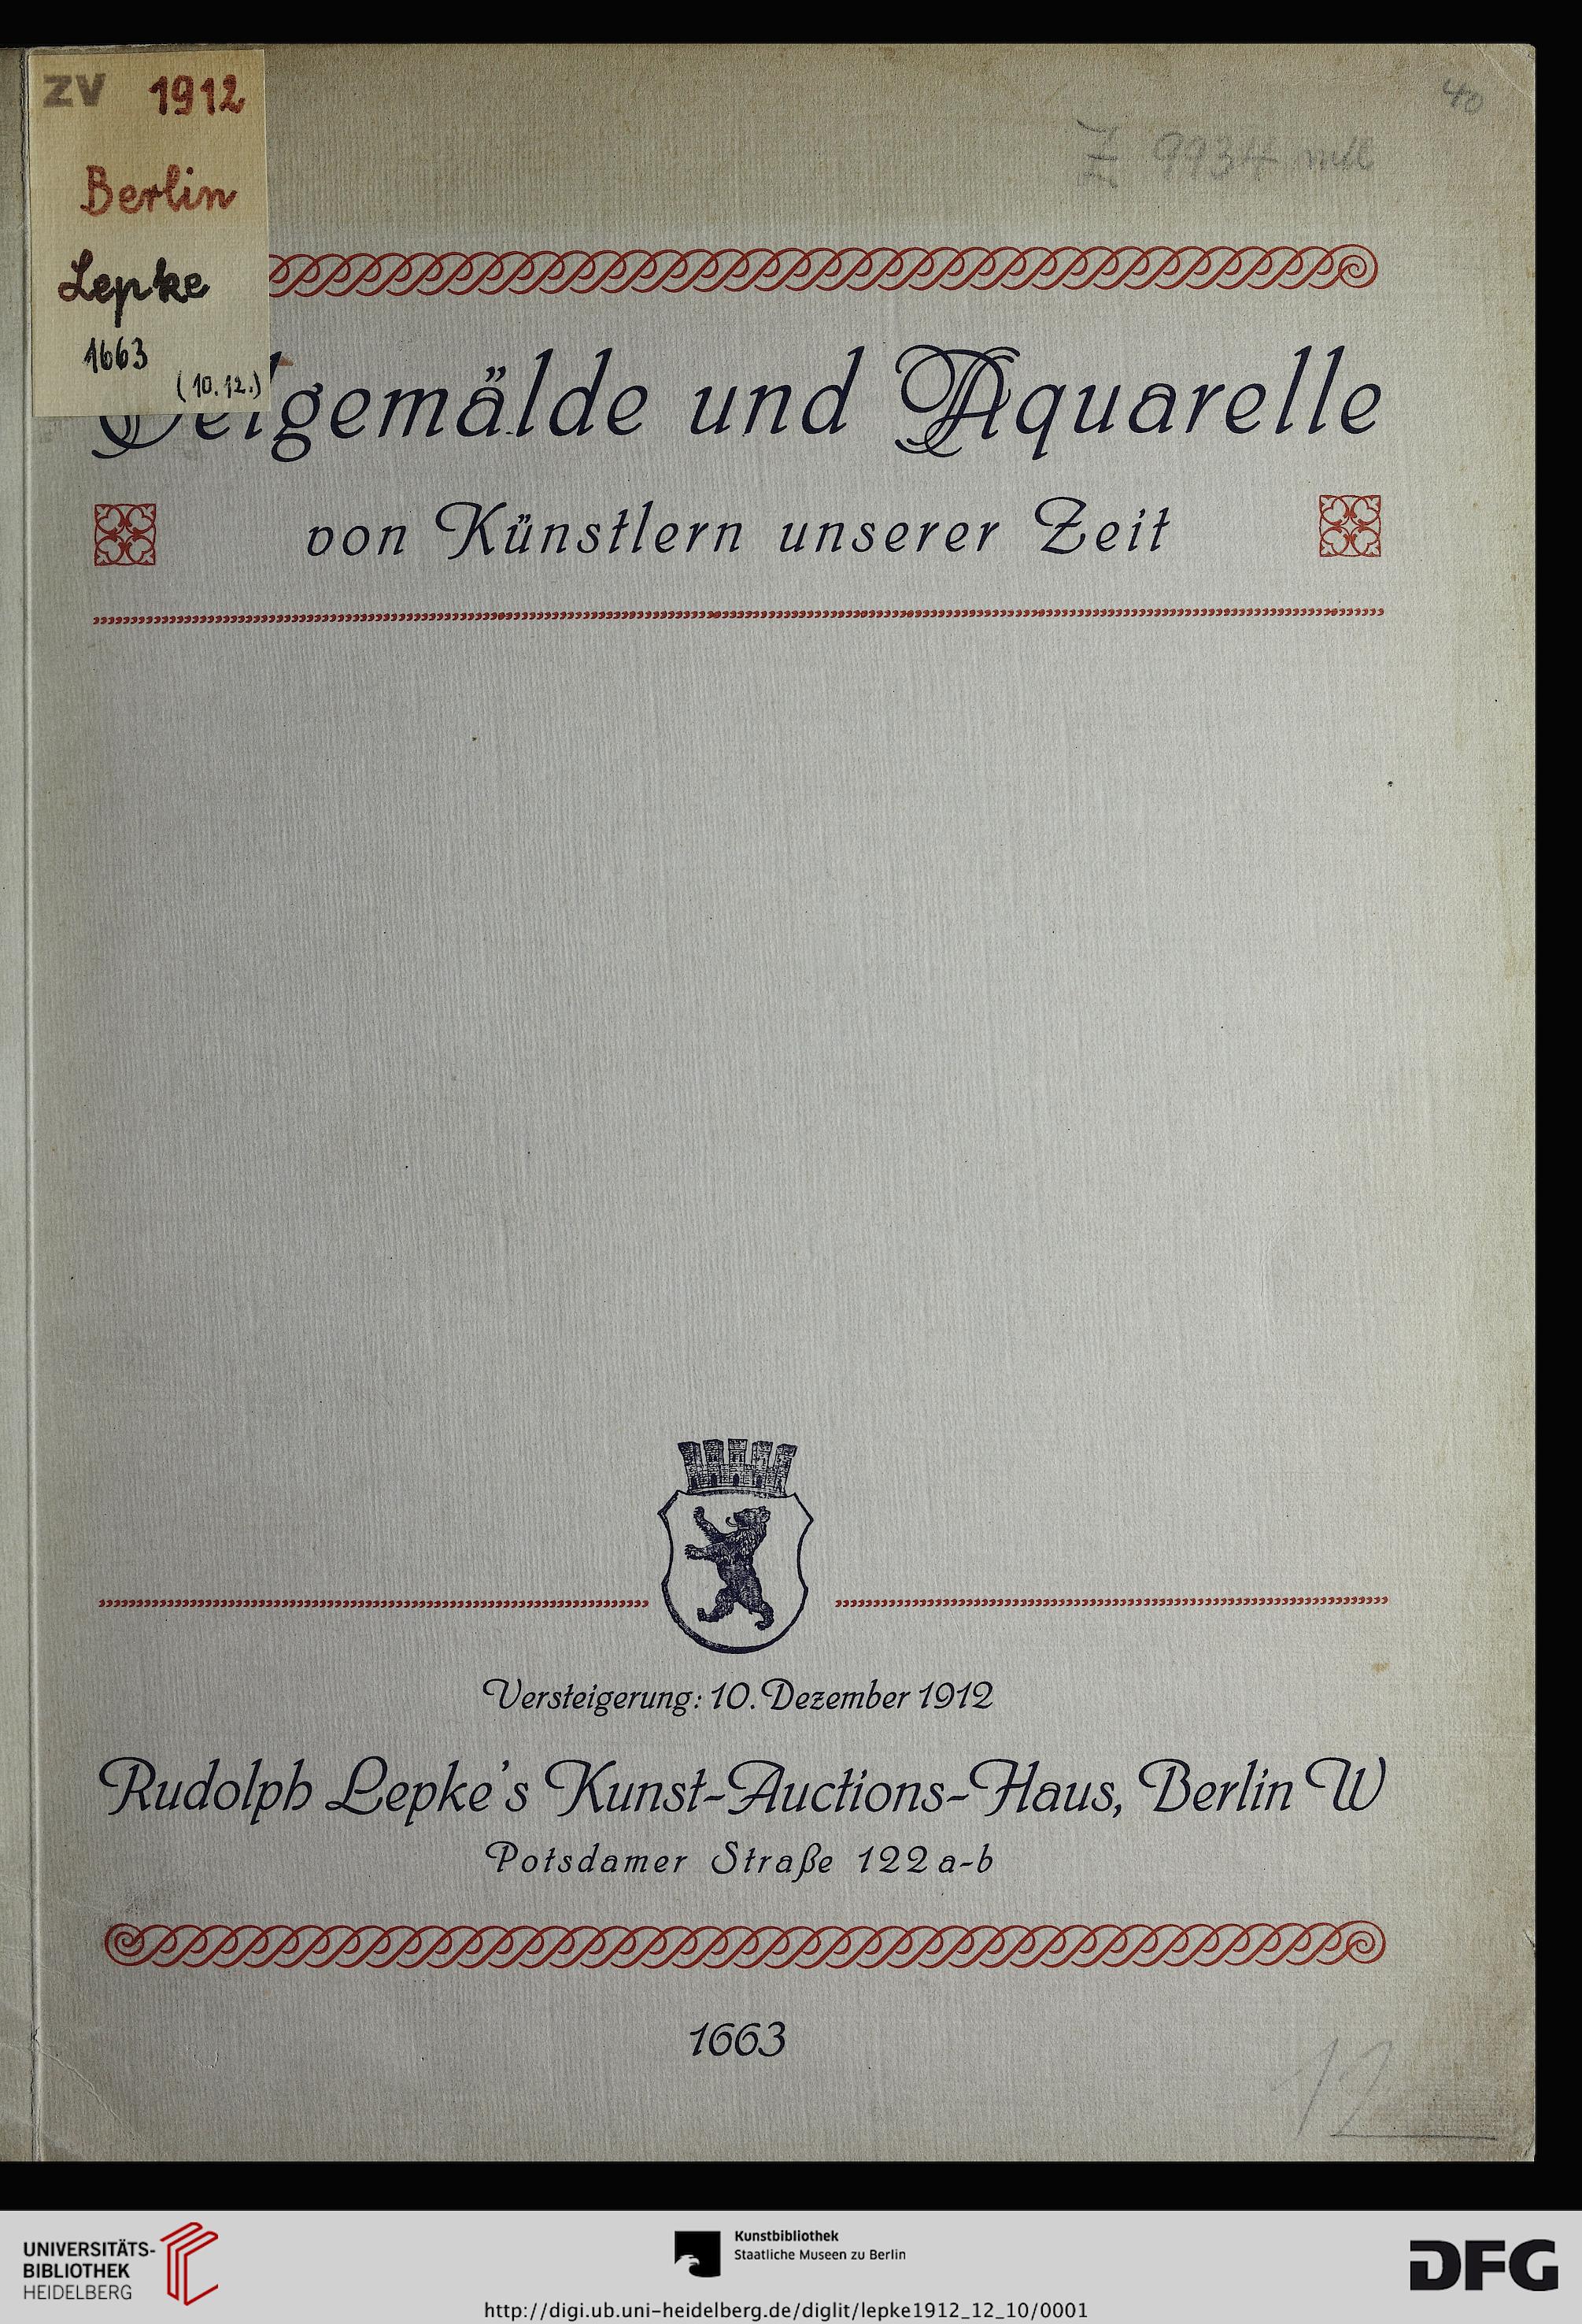 ZV 1912
Berlin
Lepke
1663
(10.12.)
40
Z 9934
Oelgemälde und Aquarelle
von Künstlern unserer Zeit
Versteigerung: 10. Dezember 1912
Rudolph Lepke's Kunst-Auctions-Haus, Berlin W
Potsdamer Straße 122 a-b
1663
12
UNIVERSITÄTS-
BIBLIOTHEK
HEIDELBERG
Kunstbibliothek
Staatliche Museen zu Berlin
DFG
http://digi.ub.uni-heidelberg.de/diglit/lepke1912_12_10/0001